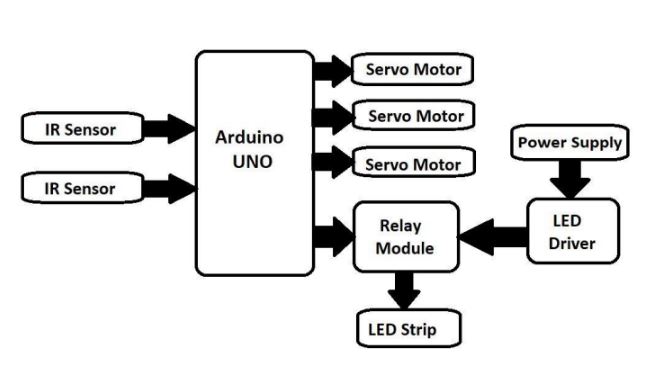 IR Sensor
IR Sensor
Arduino
UNO
Servo Motor
Servo Motor
Servo Motor
Relay
Module
LED Strip
Power Supply
LED
Driver